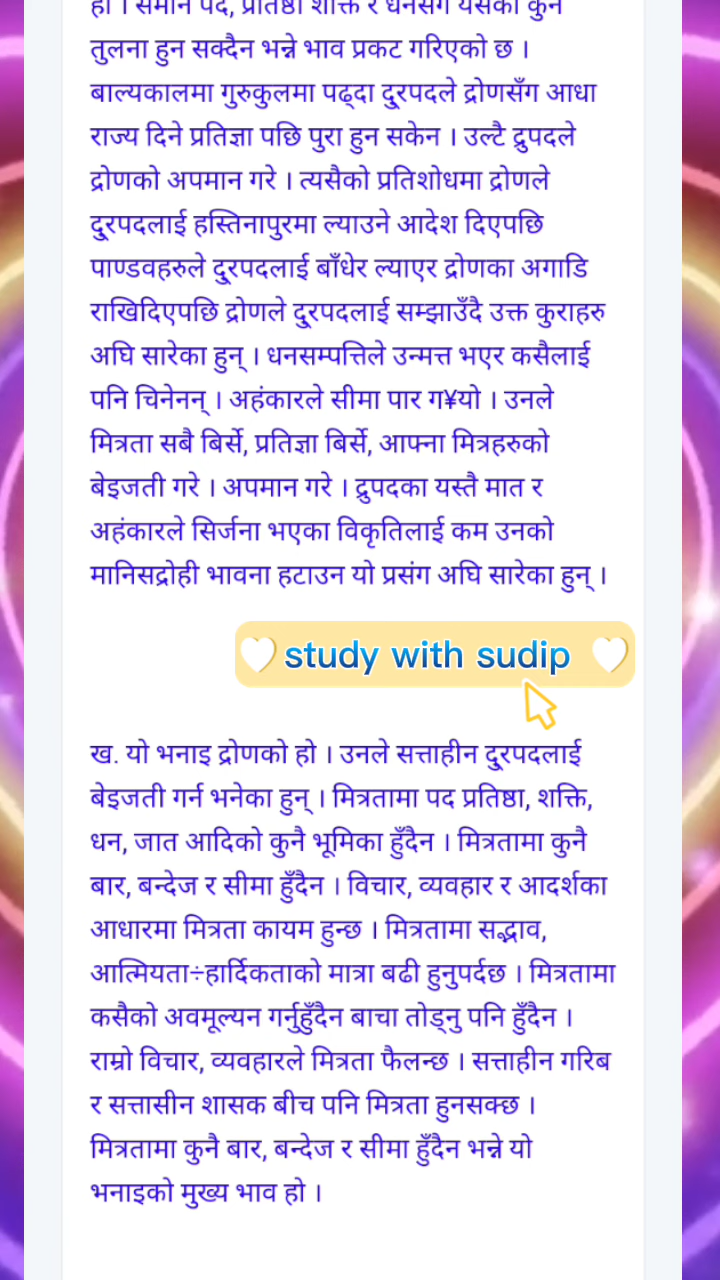 हो । समान पद, प्रतिष्ठा शक्ति र धनसँग यसको कुनै
तुलना हुन सक्दैन भन्ने भाव प्रकट गरिएको छ ।
बाल्यकालमा गुरुकुलमा पढ्दा दु्रपदले द्रोणसँग आधा
राज्य दिने प्रतिज्ञा पछि पुरा हुन सकेन । उल्टै द्रुपदले
द्रोणको अपमान गरे । त्यसैको प्रतिशोधमा द्रोणले
दु्रपदलाई हस्तिनापुरमा ल्याउने आदेश दिएपछि
पाण्डवहरुले दु्रपदलाई बाँधेर ल्याएर द्रोणका अगाडि
राखिदिएपछि द्रोणले दु्रपदलाई सम्झाउँदै उक्त कुराहरु
अघि सारेका हुन् । धनसम्पत्तिले उन्मत्त भएर कसैलाई
पनि चिनेनन् । अहंकारले सीमा पार ग¥यो । उनले
मित्रता सबै बिर्से, प्रतिज्ञा बिर्से, आफ्ना मित्रहरुको
बेइजती गरे । अपमान गरे । द्रुपदका यस्तै मात र
अहंकारले सिर्जना भएका विकृतिलाई कम उनको
मानिसद्रोही भावना हटाउन यो प्रसंग अघि सारेका हुन् ।
study with sudip
ख. यो भनाइ द्रोणको हो । उनले सत्ताहीन दु्रपदलाई
बेइजती गर्न भनेका हुन् । मित्रतामा पद प्रतिष्ठा, शक्ति,
धन, जात आदिको कुनै भूमिका हुँदैन । मित्रतामा कुनै
बार, बन्देज र सीमा हुँदैन । विचार, व्यवहार र आदर्शका
आधारमा मित्रता कायम हुन्छ । मित्रतामा सद्भाव,
आत्मियता÷हार्दिकताको मात्रा बढी हुनुपर्दछ । मित्रतामा
कसैको अवमूल्यन गर्नुहुँदैन बाचा तोड्नु पनि हुँदैन ।
राम्रो विचार, व्यवहारले मित्रता फैलन्छ । सत्ताहीन गरिब
र सत्तासीन शासक बीच पनि मित्रता हुनसक्छ ।
मित्रतामा कुनै बार, बन्देज र सीमा हुँदैन भन्ने यो
भनाइको मुख्य भाव हो ।